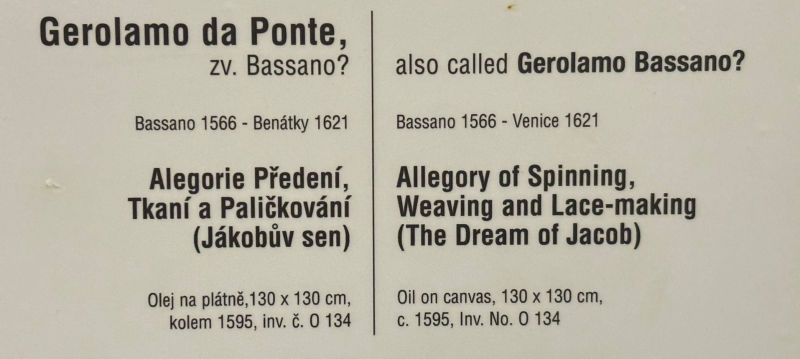 Gerolamo da Ponte,
zv. Bassano?
Bassano 1566 - Benátky 1621
Alegorie Předení,
Tkaní a Paličkování
(Jákobův sen)
Olej na plátně,130 x 130 cm,
kolem 1595, inv. č. O 134
also called Gerolamo Bassano?
Bassano 1566 - Venice 1621
Allegory of Spinning,
Weaving and Lace-making
(The Dream of Jacob)
Oil on canvas, 130 x 130 cm,
c. 1595, Inv. No. O 134